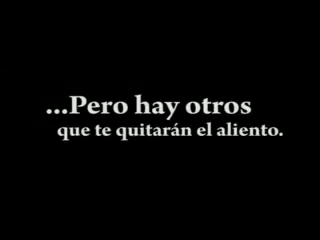 ...Pero hay otros
que te quitarán el aliento.